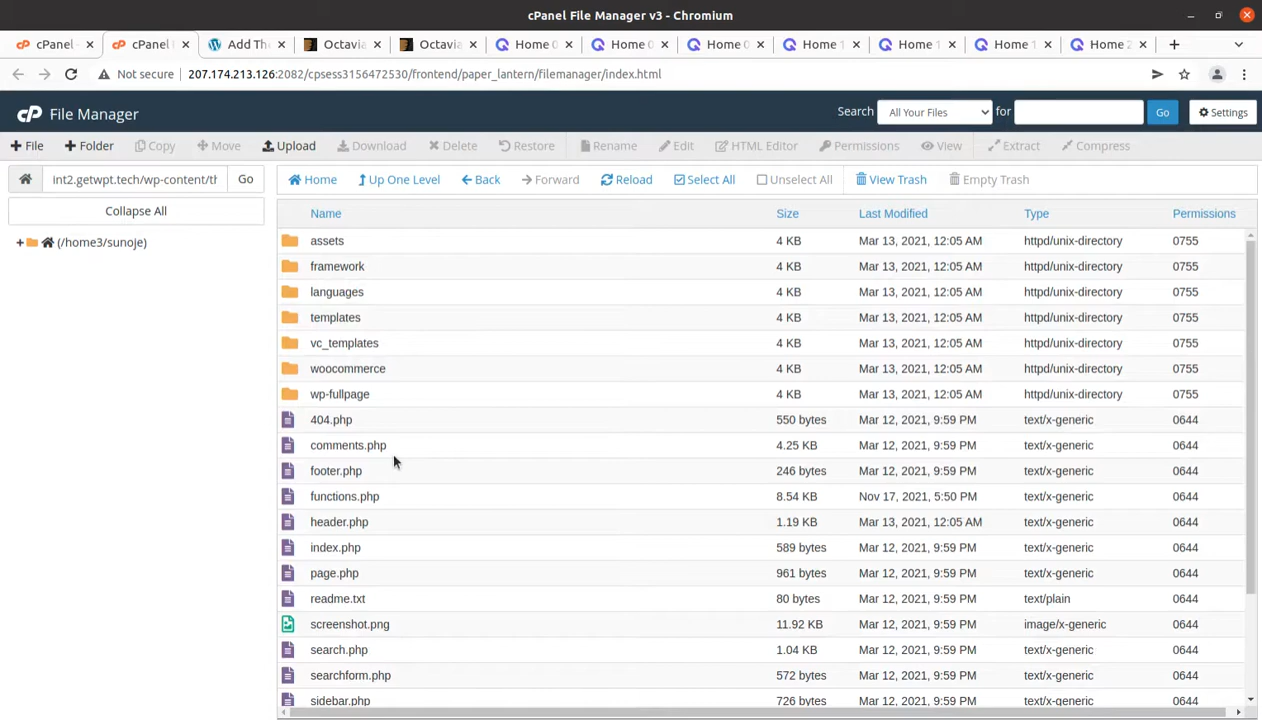 cPanel File Manager v3 - Chromium
cPanel
cPanel
Add Th
Octavia
Octavia
Home 0
Home 0
Home 0
Home 1
Home 1
Home 1
Home 2
Not secure 207.174.213.126:2082/cpsess3156472530/frontend/paper_lantern/filemanager/index.html
cP File Manager Search All Your Files for Go Settings
File Folder Copy Move Upload Download Delete Restore Rename Edit HTML Editor Permissions View Extract Compress
int2.getwpt.tech/wp-content/th Go Home Up One Level Back Forward Reload Select All Unselect All View Trash Empty Trash
Collapse All
(/home3/sunoje)
Name Size Last Modified Type Permissions
assets 4 KB Mar 13, 2021, 12:05 AM httpd/unix-directory 0755
framework 4 KB Mar 13, 2021, 12:05 AM httpd/unix-directory 0755
languages 4 KB Mar 13, 2021, 12:05 AM httpd/unix-directory 0755
templates 4 KB Mar 13, 2021, 12:05 AM httpd/unix-directory 0755
vc_templates 4 KB Mar 13, 2021, 12:05 AM httpd/unix-directory 0755
woocommerce 4 KB Mar 13, 2021, 12:05 AM httpd/unix-directory 0755
wp-fullpage 4 KB Mar 13, 2021, 12:05 AM httpd/unix-directory 0755
404.php 550 bytes Mar 12, 2021, 9:59 PM text/x-generic 0644
comments.php 4.25 KB Mar 12, 2021, 9:59 PM text/x-generic 0644
footer.php 246 bytes Mar 12, 2021, 9:59 PM text/x-generic 0644
functions.php 8.54 KB Nov 17, 2021, 5:50 PM text/x-generic 0644
header.php 1.19 KB Mar 13, 2021, 12:05 AM text/x-generic 0644
index.php 589 bytes Mar 12, 2021, 9:59 PM text/x-generic 0644
page.php 961 bytes Mar 12, 2021, 9:59 PM text/x-generic 0644
readme.txt 80 bytes Mar 12, 2021, 9:59 PM text/plain 0644
screenshot.png 11.92 KB Mar 12, 2021, 9:59 PM image/x-generic 0644
search.php 1.04 KB Mar 12, 2021, 9:59 PM text/x-generic 0644
searchform.php 572 bytes Mar 12, 2021, 9:59 PM text/x-generic 0644
sidebar.php 726 bytes Mar 12, 2021, 9:59 PM text/x-generic 0644